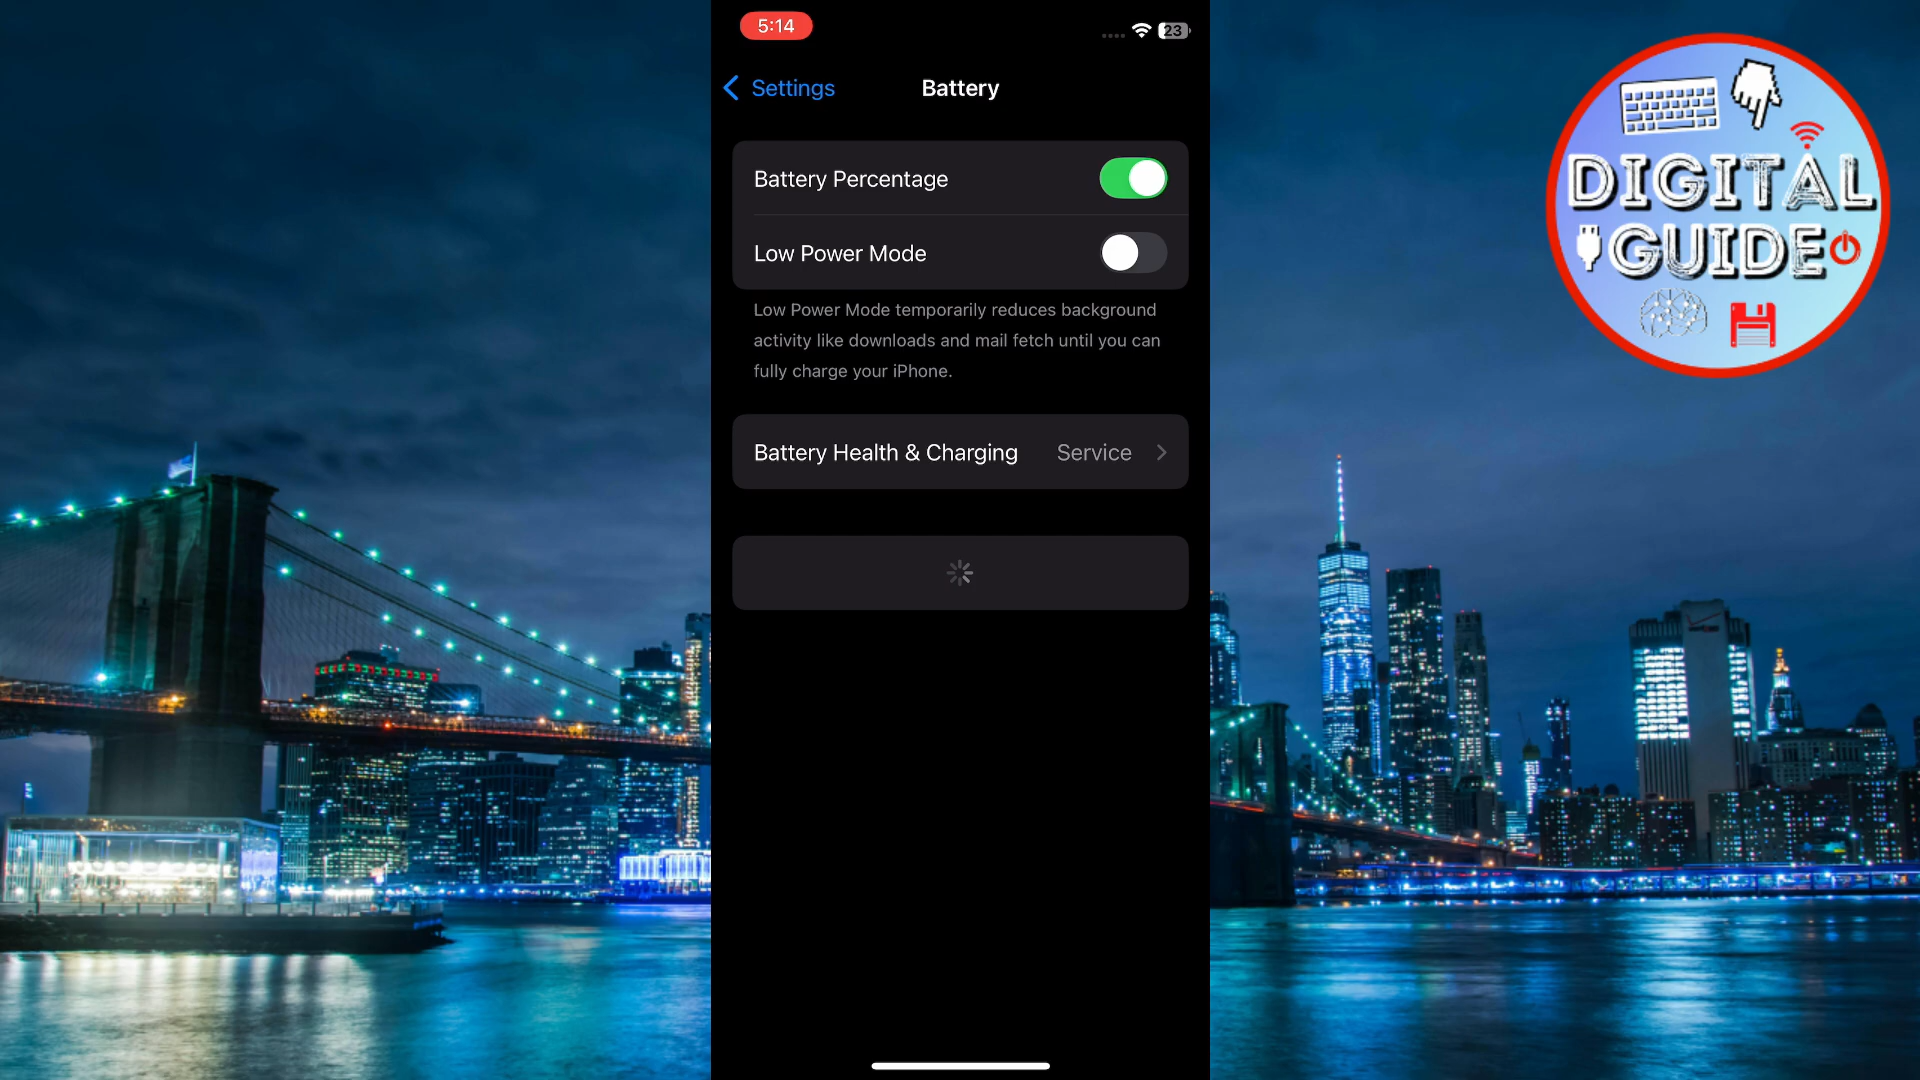 5:14
23
Settings
Battery
Battery Percentage
Low Power Mode
Low Power Mode temporarily reduces background
activity like downloads and mail fetch until you can
fully charge your iPhone.
Battery Health & Charging Service
DIGITAL
GUIDE